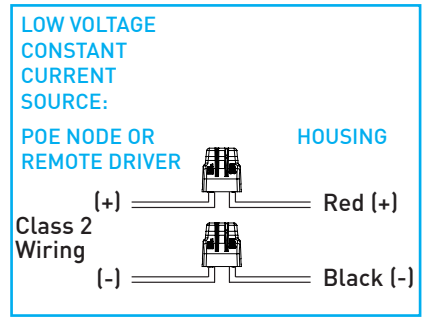 LOW VOLTAGE
CONSTANT
CURRENT
SOURCE:
POE NODE OR
REMOTE DRIVER
HOUSING
(+)
Red (+)
Class 2
Wiring
(-)
Black (-)